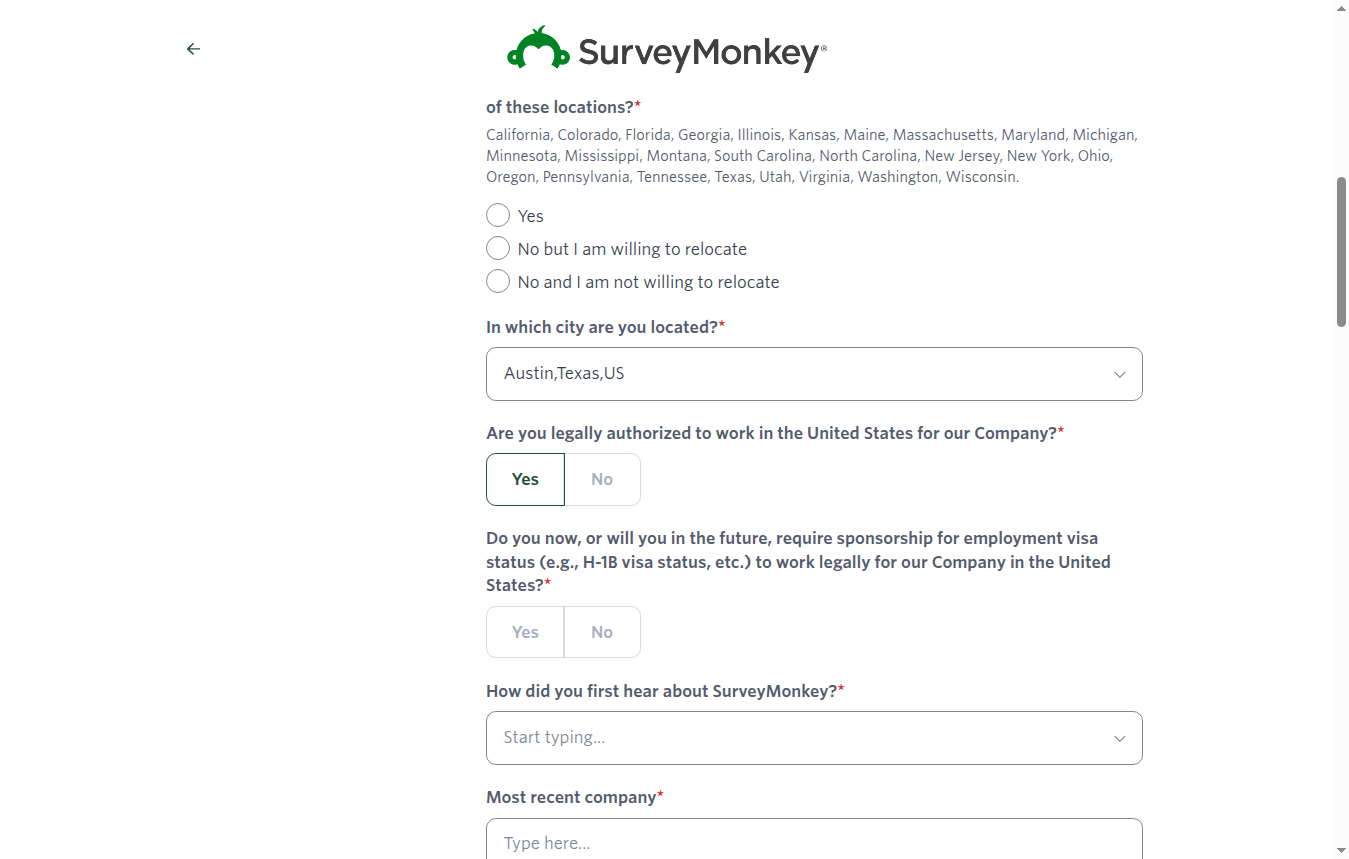 SurveyMonkey®
of these locations?*
California, Colorado, Florida, Georgia, Illinois, Kansas, Maine, Massachusetts, Maryland, Michigan,
Minnesota, Mississippi, Montana, South Carolina, North Carolina, New Jersey, New York, Ohio,
Oregon, Pennsylvania, Tennessee, Texas, Utah, Virginia, Washington, Wisconsin.
Yes
No but I am willing to relocate
No and I am not willing to relocate
In which city are you located?*
Austin,Texas,US
Are you legally authorized to work in the United States for our Company?*
Yes No
Do you now, or will you in the future, require sponsorship for employment visa
status (e.g., H-1B visa status, etc.) to work legally for our Company in the United
States?*
Yes No
How did you first hear about SurveyMonkey?*
Start typing...
Most recent company*
Type here...